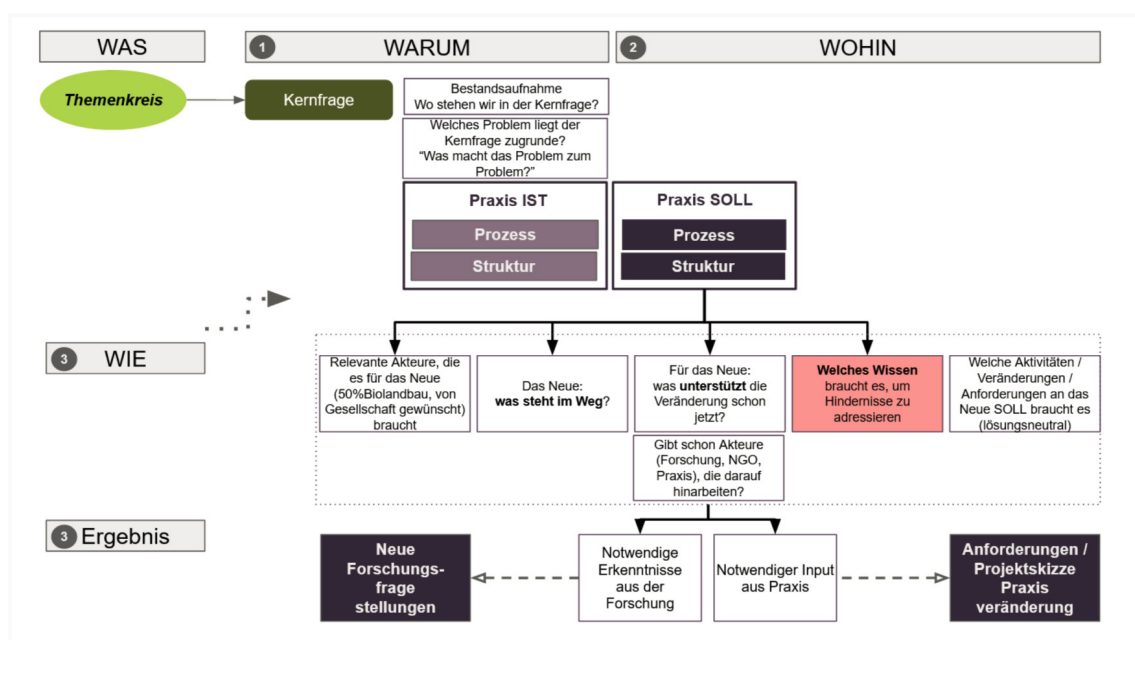 WAS
1 WARUM
2 WOHIN
Themenkreis
Kernfrage
Bestandsaufnahme
Wo stehen wir in der Kernfrage?
Welches Problem liegt der
Kernfrage zugrunde?
“Was macht das Problem zum
Problem?”
Praxis IST
Prozess
Struktur
Praxis SOLL
Prozess
Struktur
3 WIE
Relevante Akteure, die
es für das Neue
(50%Biolandbau, von
Gesellschaft gewünscht)
braucht
Das Neue:
was steht im Weg?
Für das Neue:
was unterstützt die
Veränderung schon
jetzt?
Welches Wissen
braucht es, um
Hindernisse zu
adressieren
Welche Aktivitäten /
Veränderungen /
Anforderungen an das
Neue SOLL braucht es
(lösungsneutral)
Gibt schon Akteure
(Forschung, NGO,
Praxis), die darauf
hinarbeiten?
3 Ergebnis
Neue
Forschungs-
frage
stellungen
Notwendige
Erkenntnisse
aus der
Forschung
Notwendiger Input
aus Praxis
Anforderungen /
Projektskizze
Praxis
veränderung